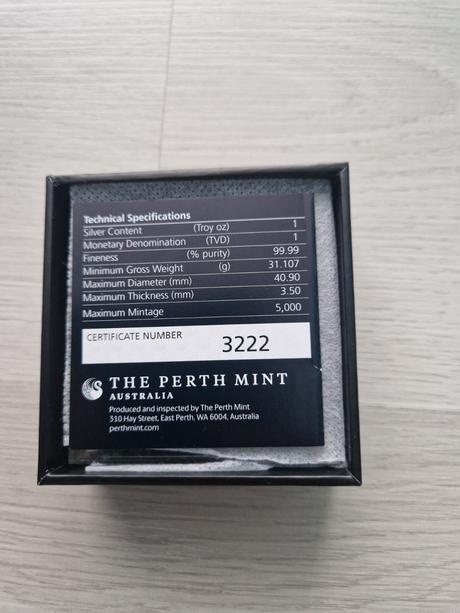 Technical Specifications
Silver Content (Troy oz) 1
Monetary Denomination (TVD) 1
Fineness (% purity) 99.99
Minimum Gross Weight (g) 31.107
Maximum Diameter (mm) 40.90
Maximum Thickness (mm) 3.50
Maximum Mintage 5,000
CERTIFICATE NUMBER 3222
THE PERTH MINT
AUSTRALIA
Produced and inspected by The Perth Mint
310 Hay Street, East Perth, WA 6004, Australia
perthmint.com